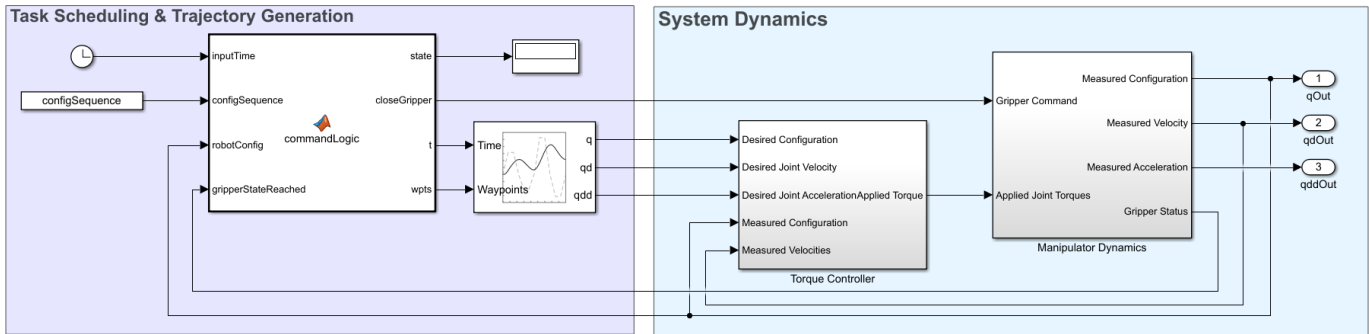 Task Scheduling & Trajectory Generation
inputTime
configSequence
robotConfig
gripperStateReached
commandLogic
state
closeGripper
t
wpts
configSequence
Time
Waypoints
q
qd
qdd
System Dynamics
Desired Configuration
Desired Joint Velocity
Desired Joint Acceleration
Measured Configuration
Measured Velocities
Applied Torque
Torque Controller
Gripper Command
Applied Joint Torques
Measured Configuration
Measured Velocity
Measured Acceleration
Gripper Status
Manipulator Dynamics
1
qOut
2
qdOut
3
qddOut